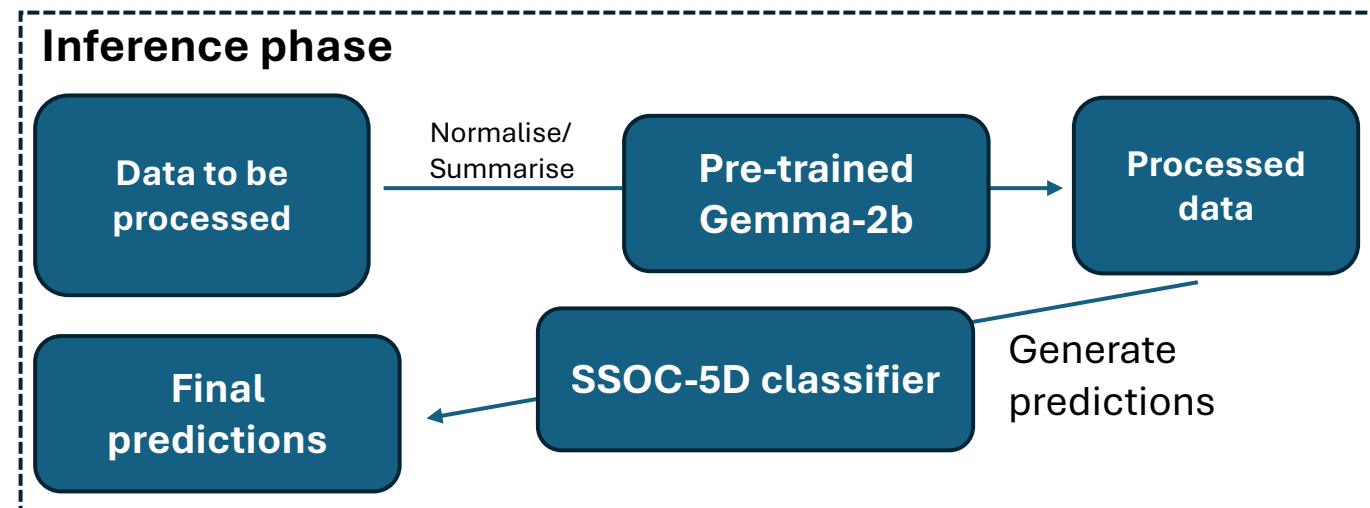 Inference phase
Data to be
processed
Normalise/
Summarise
Pre-trained
Gemma-2b
Processed
data
Generate
predictions
SSOC-5D classifier
Final
predictions